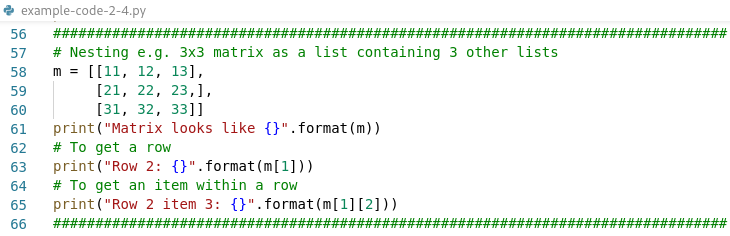 example-code-2-4.py
56 ################################################################################
57 # Nesting e.g. 3x3 matrix as a list containing 3 other lists
58 m = [[11, 12, 13],
59      [21, 22, 23,],
60      [31, 32, 33]]
61 print("Matrix looks like {}".format(m))
62 # To get a row
63 print("Row 2: {}".format(m[1]))
64 # To get an item within a row
65 print("Row 2 item 3: {}".format(m[1][2]))
66 ################################################################################